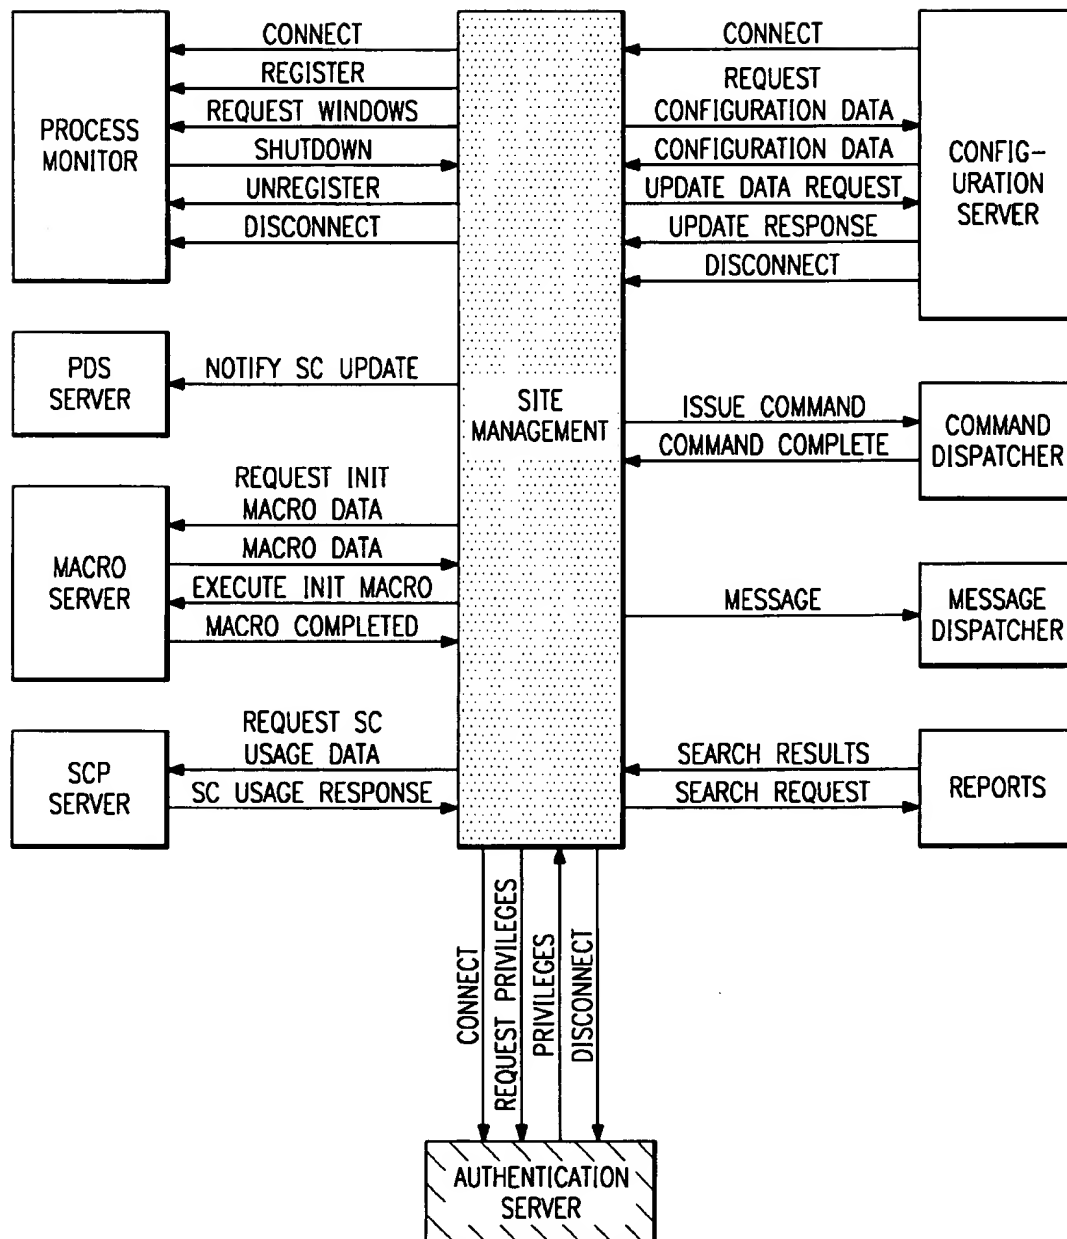 PROCESS
MONITOR
CONNECT
REGISTER
REQUEST WINDOWS
SHUTDOWN
UNREGISTER
DISCONNECT
PDS
SERVER
NOTIFY SC UPDATE
MACRO
SERVER
REQUEST INIT
MACRO DATA
MACRO DATA
EXECUTE INIT MACRO
MACRO COMPLETED
SCP
SERVER
REQUEST SC
USAGE DATA
SC USAGE RESPONSE
SITE
MANAGEMENT
CONNECT
REQUEST
CONFIGURATION DATA
CONFIGURATION DATA
UPDATE DATA REQUEST
UPDATE RESPONSE
DISCONNECT
CONFIG-
URATION
SERVER
ISSUE COMMAND
COMMAND COMPLETE
COMMAND
DISPATCHER
MESSAGE
MESSAGE
DISPATCHER
SEARCH RESULTS
SEARCH REQUEST
REPORTS
CONNECT
REQUEST PRIVILEGES
PRIVILEGES
DISCONNECT
AUTHENTICATION
SERVER